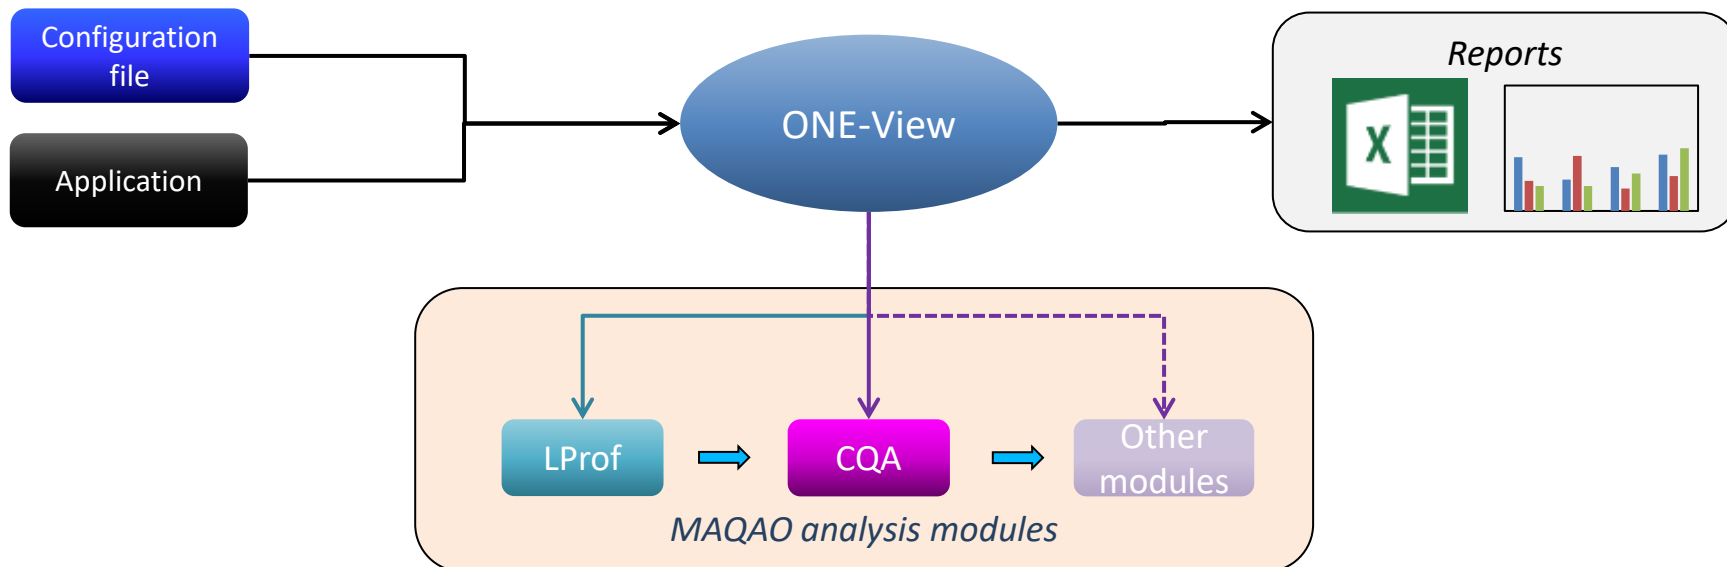 Configuration
file
Application
ONE-View
Reports
X
LProf
CQA
Other
modules
MAQAO analysis modules